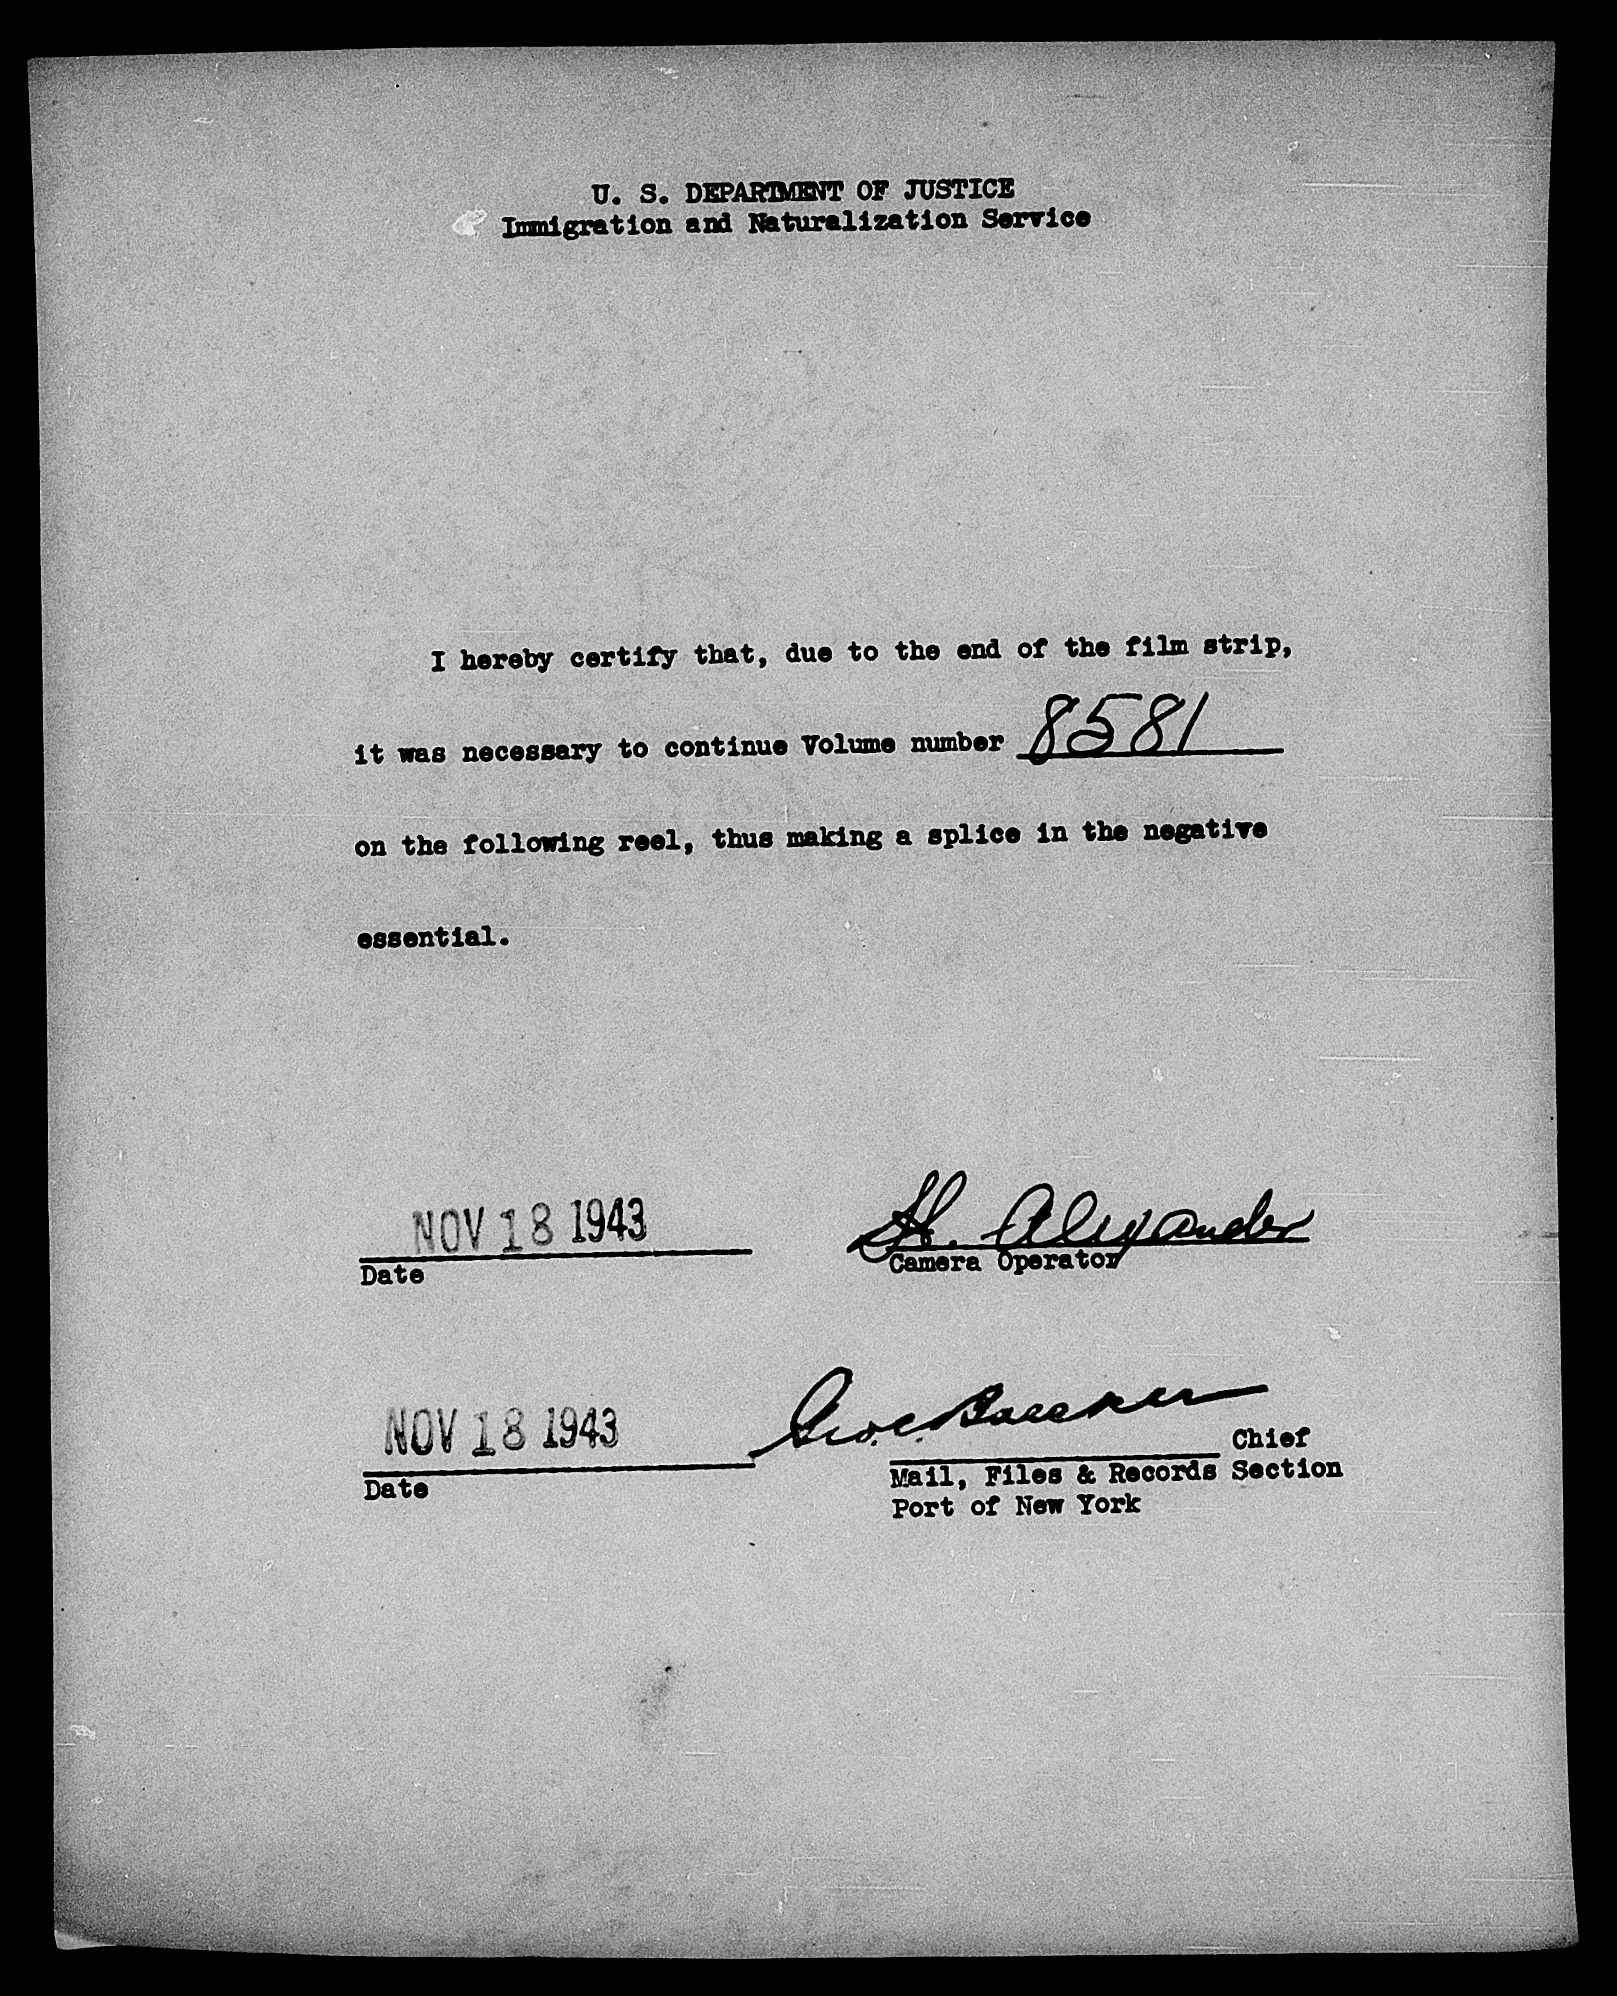 U. S. DEPARTMENT OF JUSTICE
Immigration and Naturalization Service
I hereby certify that, due to the end of the film strip,
it was necessary to continue Volume number 8581
on the following reel, thus making a splice in the negative
essential.
NOV 18 1943
H. Alexander
Date
Camera Operator
NOV 18 1943
Chief
Date
Mail, Files & Records Section
Port of New York